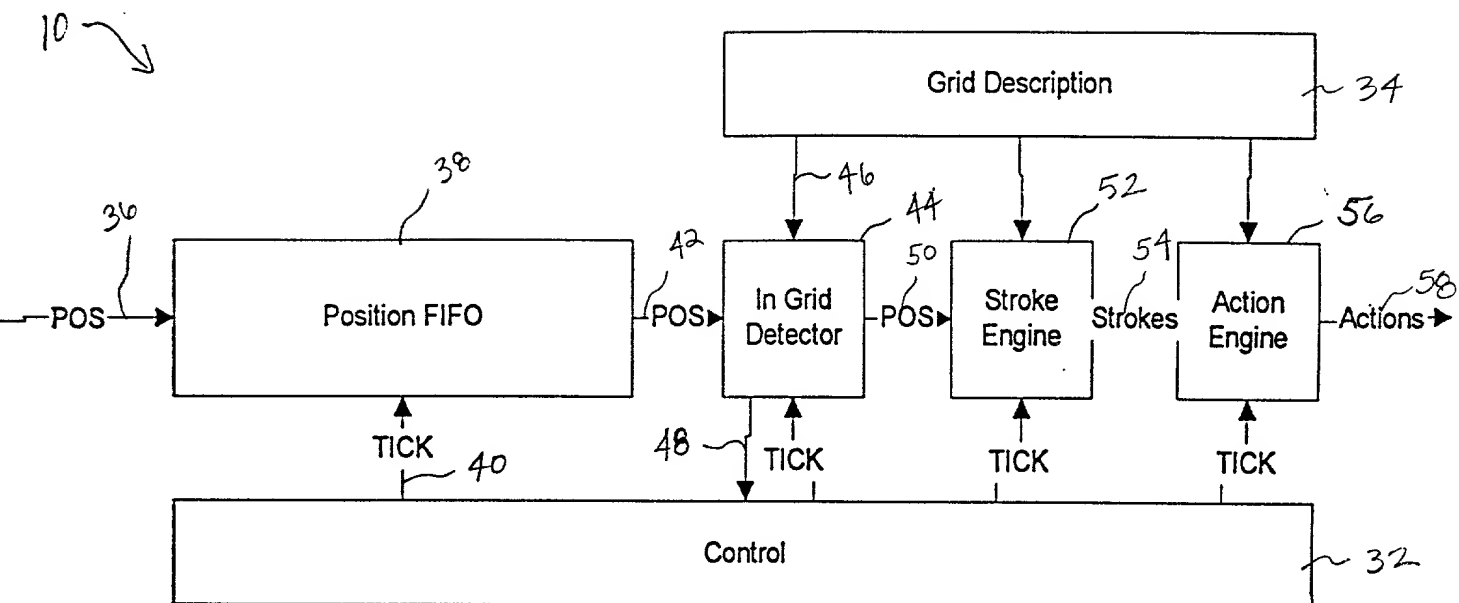 10
Grid Description
34
38
46
52
44
56
36
42
50
54
58
POS
Position FIFO
POS
In Grid
Detector
POS
Stroke
Engine
Strokes
Action
Engine
Actions
TICK
40
48
TICK
TICK
TICK
Control
32